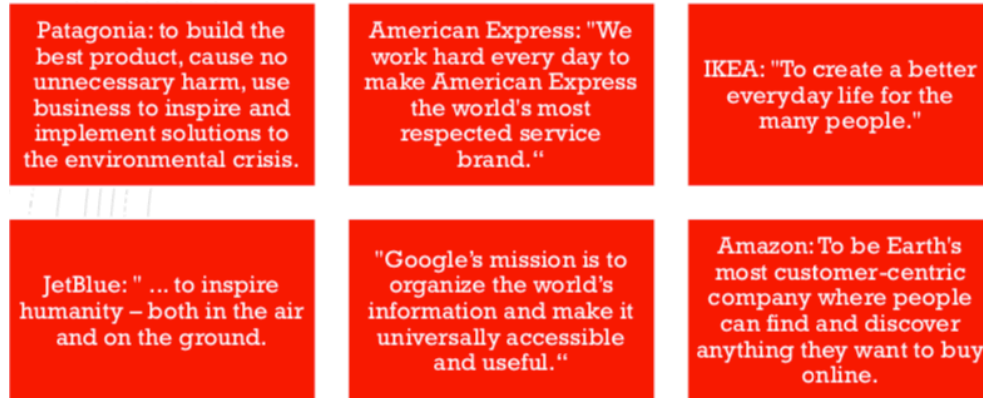 Patagonia: to build the
best product, cause no
unnecessary harm, use
business to inspire and
implement solutions to
the environmental crisis.
American Express: "We
work hard every day to
make American Express
the world's most
respected service
brand.“
IKEA: "To create a better
everyday life for the
many people."
JetBlue: " ... to inspire
humanity – both in the air
and on the ground.
"Google’s mission is to
organize the world’s
information and make it
universally accessible
and useful.“
Amazon: To be Earth's
most customer-centric
company where people
can find and discover
anything they want to buy
online.